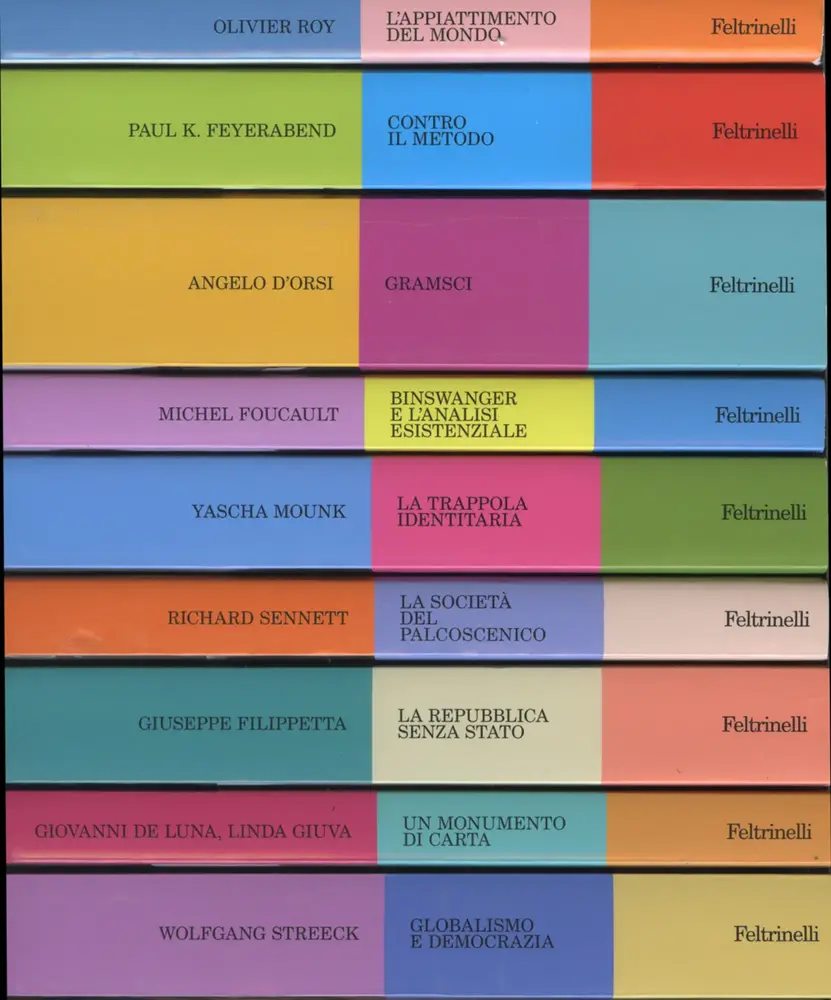 OLIVIER ROY
L'APPIATTIMENTO
DEL MONDO
Feltrinelli
PAUL K. FEYERABEND
CONTRO
IL METODO
Feltrinelli
ANGELO D'ORSI
GRAMSCI
Feltrinelli
MICHEL FOUCAULT
BINSWANGER
E L'ANALISI
ESISTENZIALE
Feltrinelli
YASCHA MOUNK
LA TRAPPOLA
IDENTITARIA
Feltrinelli
RICHARD SENNETT
LA SOCIETÀ
DEL
PALCOSCENICO
Feltrinelli
GIUSEPPE FILIPPETTA
LA REPUBBLICA
SENZA STATO
Feltrinelli
GIOVANNI DE LUNA, LINDA GIUVA
UN MONUMENTO
DI CARTA
Feltrinelli
WOLFGANG STREECK
GLOBALISMO
E DEMOCRAZIA
Feltrinelli